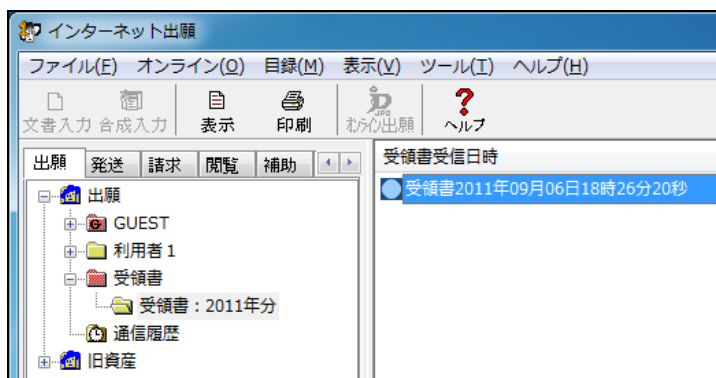 インターネット出願
ファイル(F) オンライン(O) 目録(M) 表示(V) ツール(T) ヘルプ(H)
文書入力 合成入力 表示 印刷 オンライン出願 ヘルプ
出願 発送 請求 閲覧 補助
受領書受信日時
出願
受領書2011年09月06日18時26分20秒
GUEST
利用者1
受領書
受領書：2011年分
通信履歴
旧資産